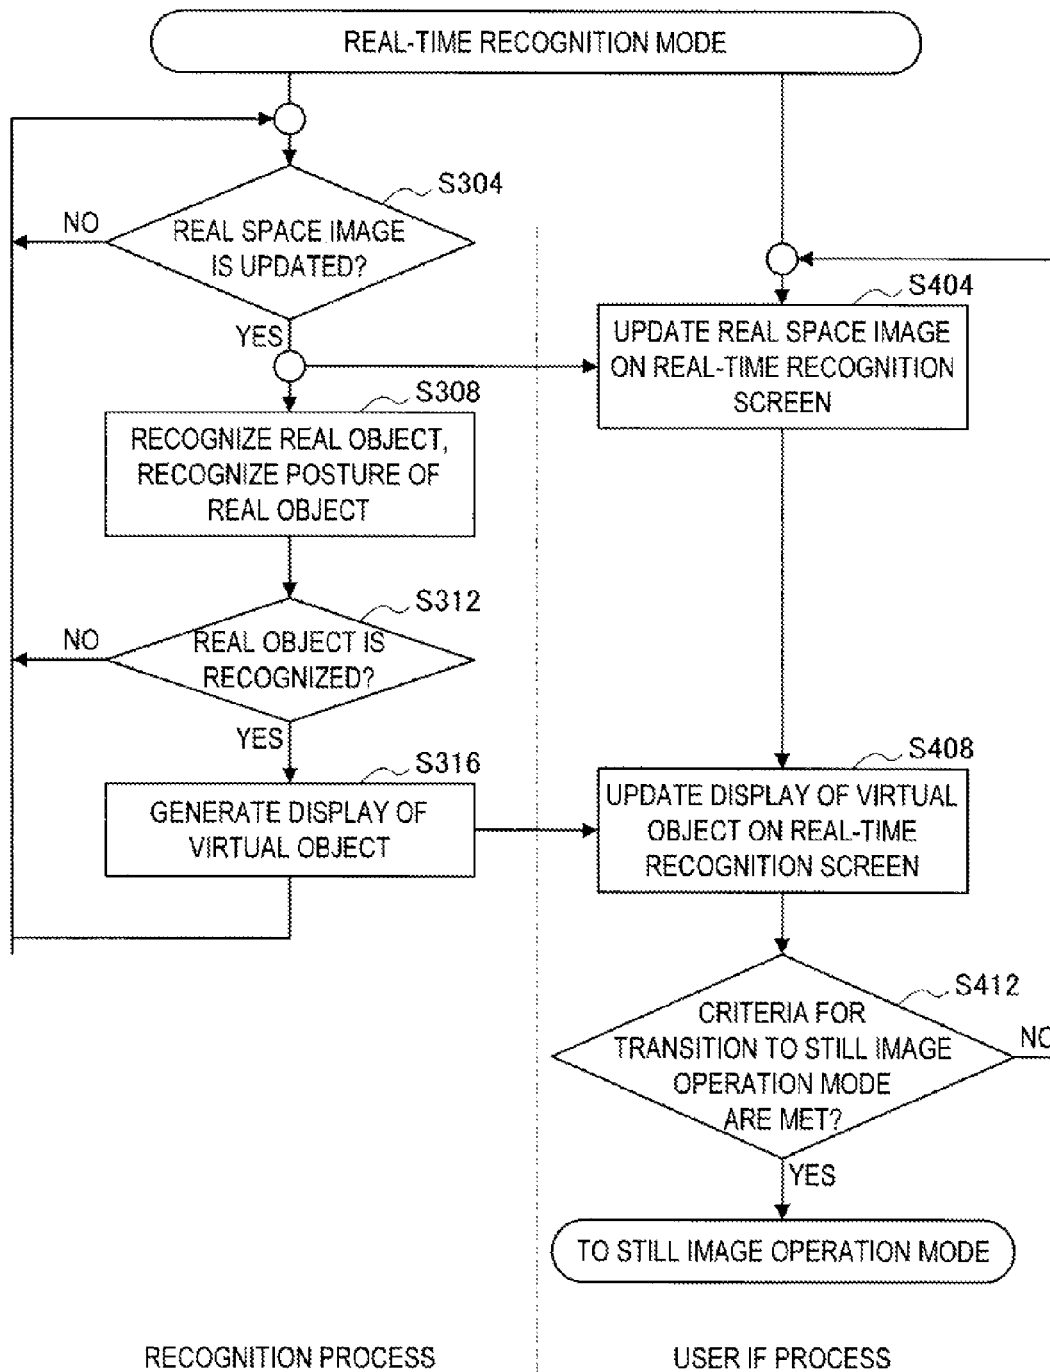 REAL-TIME RECOGNITION MODE
S304
NO
REAL SPACE IMAGE
IS UPDATED?
YES
S308
RECOGNIZE REAL OBJECT,
RECOGNIZE POSTURE OF
REAL OBJECT
S312
NO
REAL OBJECT IS
RECOGNIZED?
YES
S316
GENERATE DISPLAY OF
VIRTUAL OBJECT
RECOGNITION PROCESS
S404
UPDATE REAL SPACE IMAGE
ON REAL-TIME RECOGNITION
SCREEN
S408
UPDATE DISPLAY OF VIRTUAL
OBJECT ON REAL-TIME
RECOGNITION SCREEN
S412
CRITERIA FOR
TRANSITION TO STILL IMAGE
OPERATION MODE
ARE MET?
NO
YES
TO STILL IMAGE OPERATION MODE
USER IF PROCESS